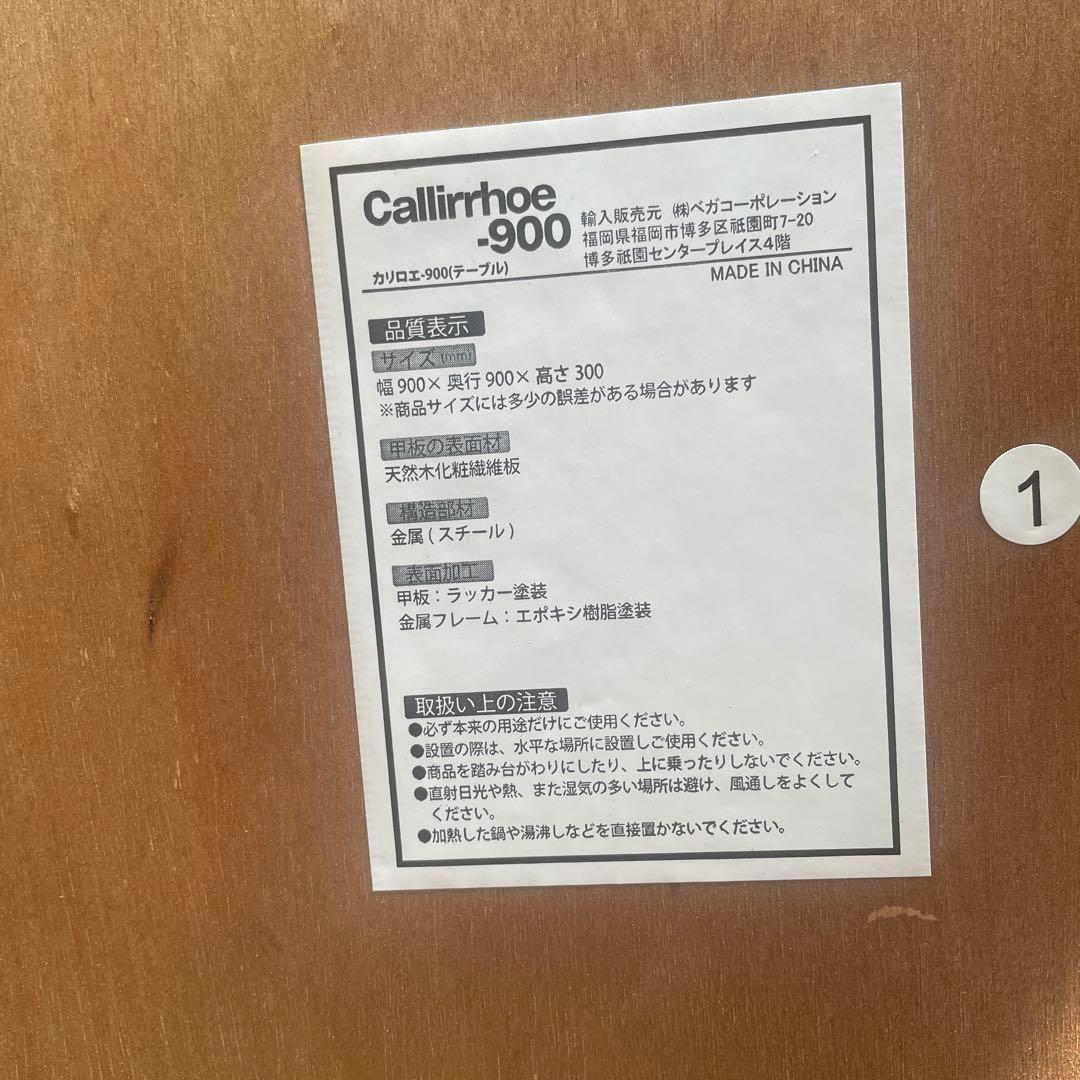 Callirrhoe
-900
カリロエ-900(テーブル)
輸入販売元 ㈱ベガコーポレーション
福岡県福岡市博多区祇園町7-20
博多祇園センタープレイス4階
MADE IN CHINA
品質表示
サイズ(mm)
幅 900× 奥行 900× 高さ 300
※商品サイズには多少の誤差がある場合があります
甲板の表面材
天然木化粧繊維板
構造部材
金属 ( スチール )
表面加工
甲板：ラッカー塗装
金属フレーム：エポキシ樹脂塗装
取扱い上の注意
●必ず本来の用途だけにご使用ください。
●設置の際は、水平な場所に設置しご使用ください。
●商品を踏み台がわりにしたり、上に乗ったりしないでください。
●直射日光や熱、また湿気の多い場所は避け、風通しをよくして
ください。
●加熱した鍋や湯沸しなどを直接置かないでください。
1